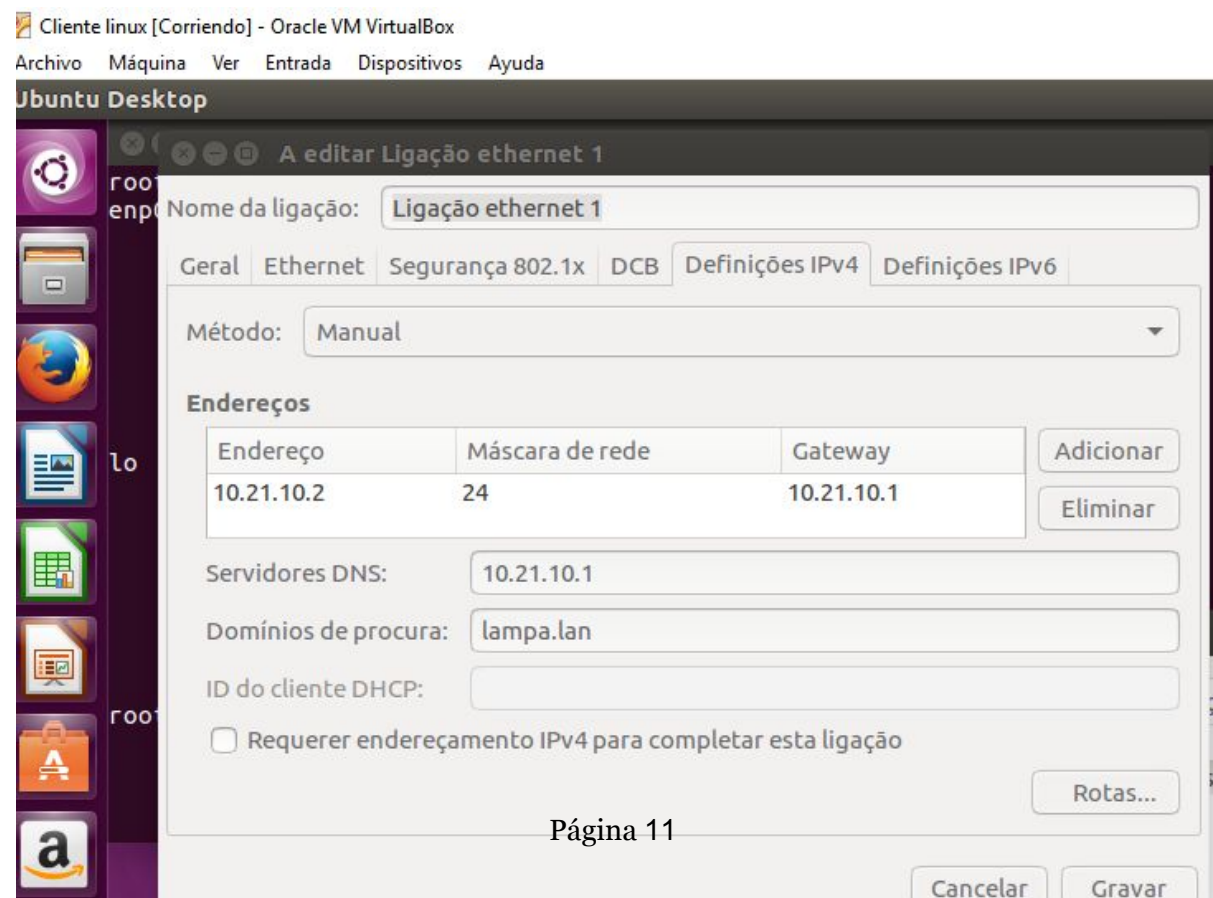 Cliente linux [Corriendo] - Oracle VM VirtualBox
Archivo Máquina Ver Entrada Dispositivos Ayuda
Ubuntu Desktop
A editar Ligação ethernet 1
root
enp
Nome da ligação: Ligação ethernet 1
Geral Ethernet Segurança 802.1x DCB Definições IPv4 Definições IPv6
Método: Manual
Endereços
Endereço Máscara de rede Gateway Adicionar
lo
10.21.10.2 24 10.21.10.1
Eliminar
Servidores DNS: 10.21.10.1
Domínios de procura: lampa.lan
ID do cliente DHCP:
root
Requerer endereçamento IPv4 para completar esta ligação
Rotas...
Página 11
Cancelar Gravar